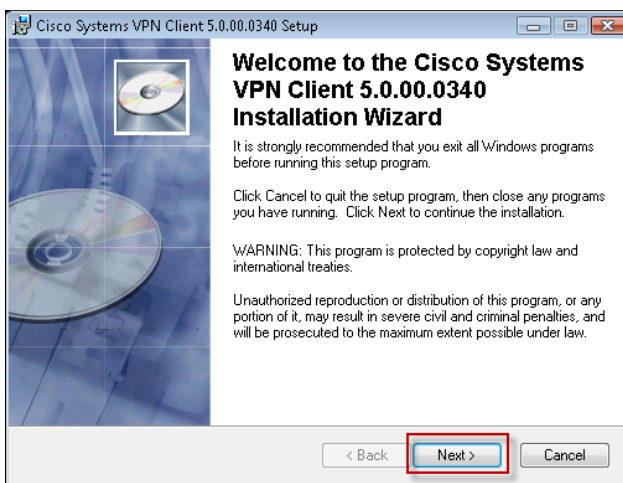 Cisco Systems VPN Client 5.0.00.0340 Setup
Welcome to the Cisco Systems
VPN Client 5.0.00.0340
Installation Wizard
It is strongly recommended that you exit all Windows programs
before running this setup program.
Click Cancel to quit the setup program, then close any programs
you have running. Click Next to continue the installation.
WARNING: This program is protected by copyright law and
international treaties.
Unauthorized reproduction or distribution of this program, or any
portion of it, may result in severe civil and criminal penalties, and
will be prosecuted to the maximum extent possible under law.
< Back
Next >
Cancel